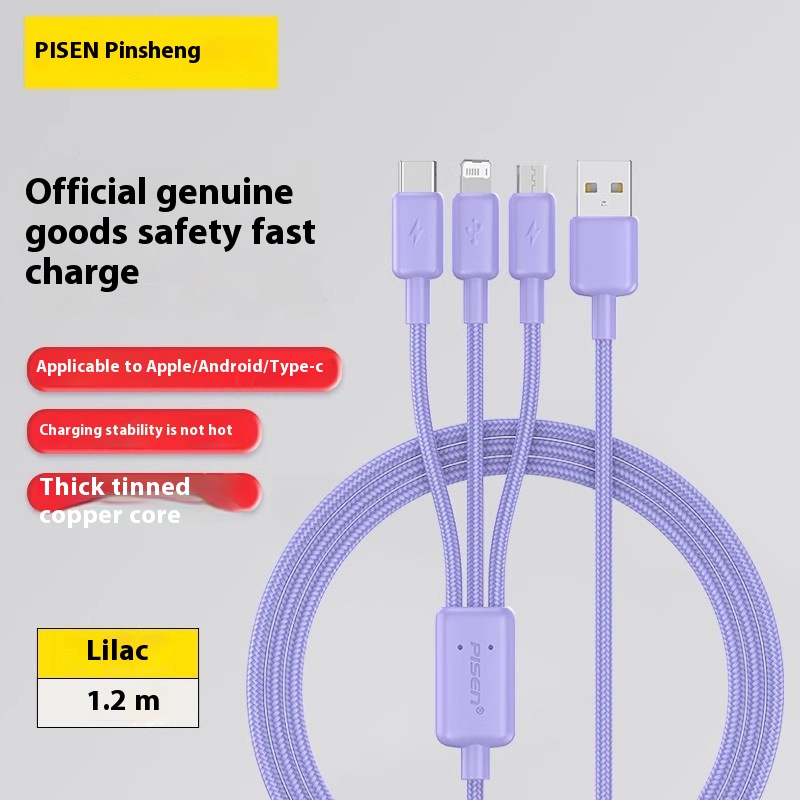 PISEN Pinsheng
Official genuine
goods safety fast
charge
Applicable to Apple/Android/Type-c
Charging stability is not hot
Thick tinned
copper core
Lilac
1.2 m
PISEN®